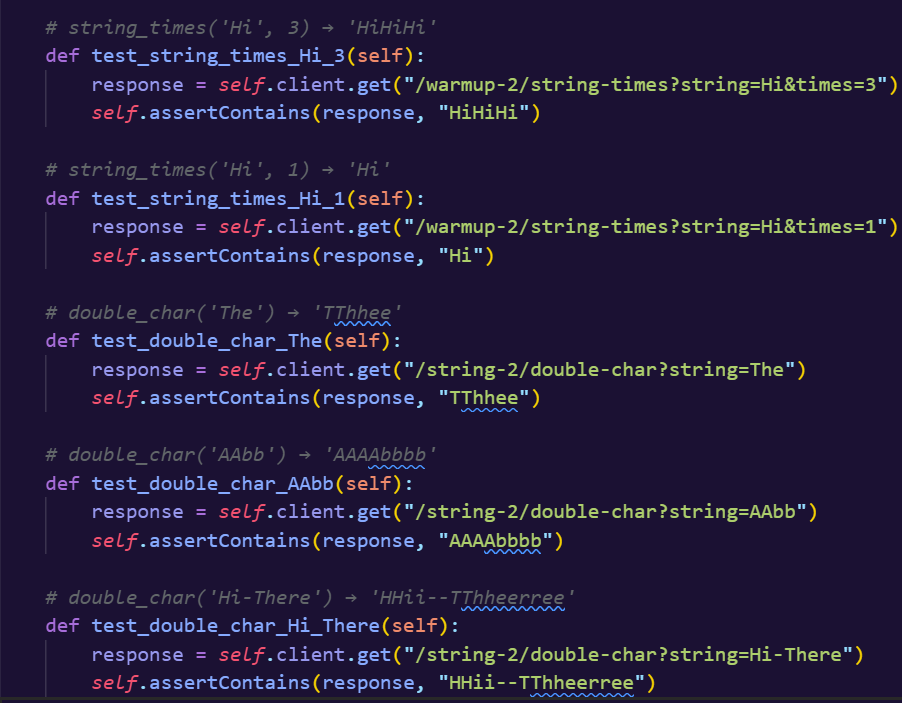 # string_times('Hi', 3) → 'HiHiHi'
def test_string_times_Hi_3(self):
response = self.client.get("/warmup-2/string-times?string=Hi&times=3")
self.assertContains(response, "HiHiHi")
# string_times('Hi', 1) → 'Hi'
def test_string_times_Hi_1(self):
response = self.client.get("/warmup-2/string-times?string=Hi&times=1")
self.assertContains(response, "Hi")
# double_char('The') → 'TThhee'
def test_double_char_The(self):
response = self.client.get("/string-2/double-char?string=The")
self.assertContains(response, "TThhee")
# double_char('AAbb') → 'AAAAbbbb'
def test_double_char_AAbb(self):
response = self.client.get("/string-2/double-char?string=AAbb")
self.assertContains(response, "AAAAbbbb")
# double_char('Hi-There') → 'HHii--TThheerree'
def test_double_char_Hi_There(self):
response = self.client.get("/string-2/double-char?string=Hi-There")
self.assertContains(response, "HHii--TThheerree")